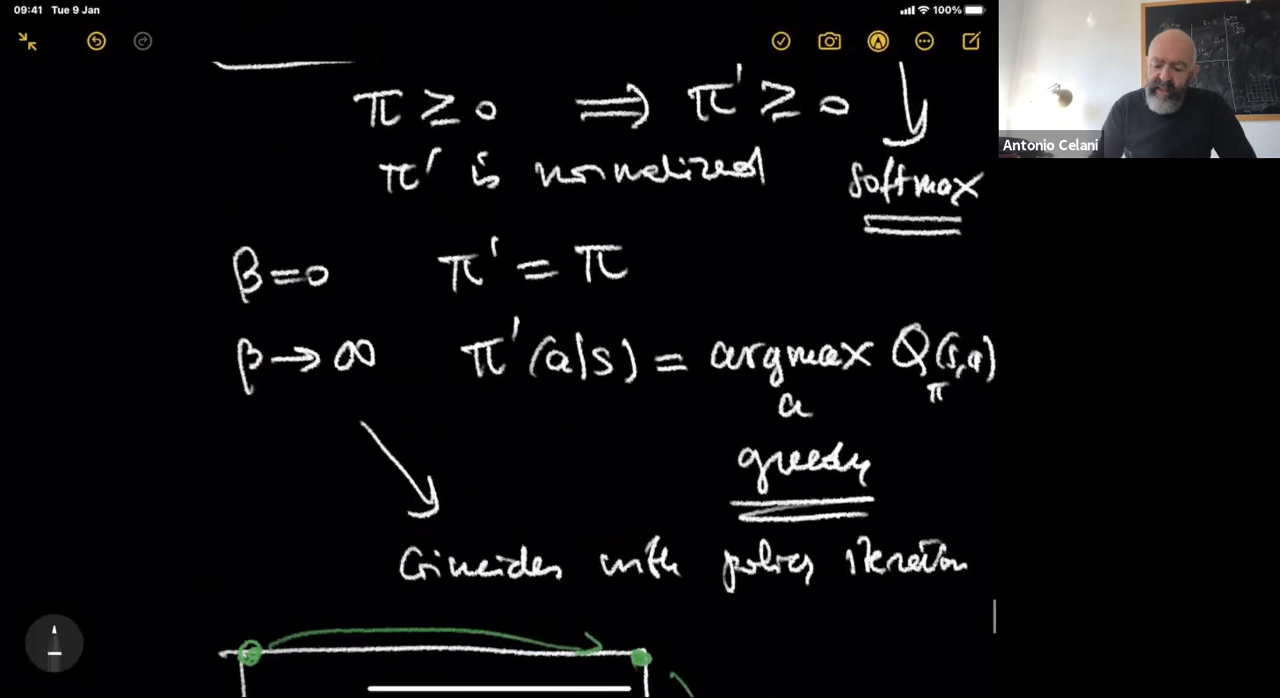 09:41 Tue 9 Jan 100%
π ≥ 0 ⟹ π' ≥ 0
π' is normalized softmax
β=0 π' = π
β→∞ π'(a|s) = argmax Q_π(s,a)
a
greedy
Coincides with policy iteration
Antonio Celani